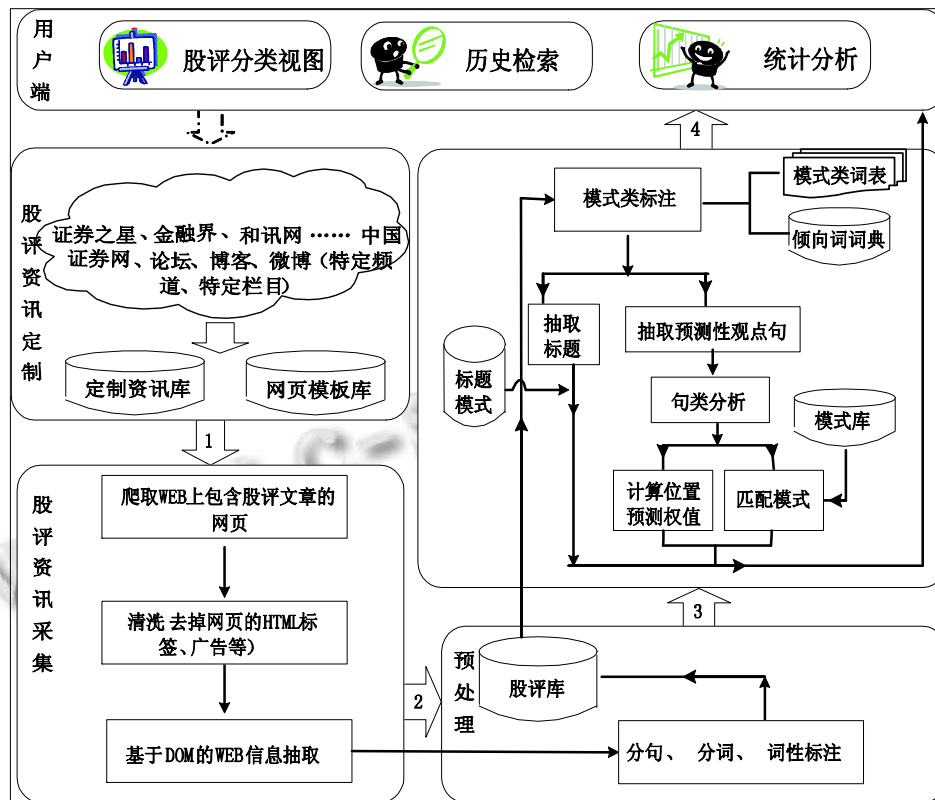 用户端
股评分类视图
历史检索
统计分析
4
股评资讯定制
证券之星、金融界、和讯网 …… 中国
证券网、论坛、博客、微博（特定频
道、特定栏目）
定制资讯库
网页模板库
1
股评资讯采集
爬取WEB上包含股评文章的
网页
清洗 去掉网页的HTML标
签、广告等）
基于DOM的WEB信息抽取
2
模式类标注
模式类词表
倾向词词典
抽取
标题
抽取预测性观点句
标题
模式
句类分析
模式库
计算位置
预测权值
匹配模式
3
预处理
股评库
分句、 分词、 词性标注